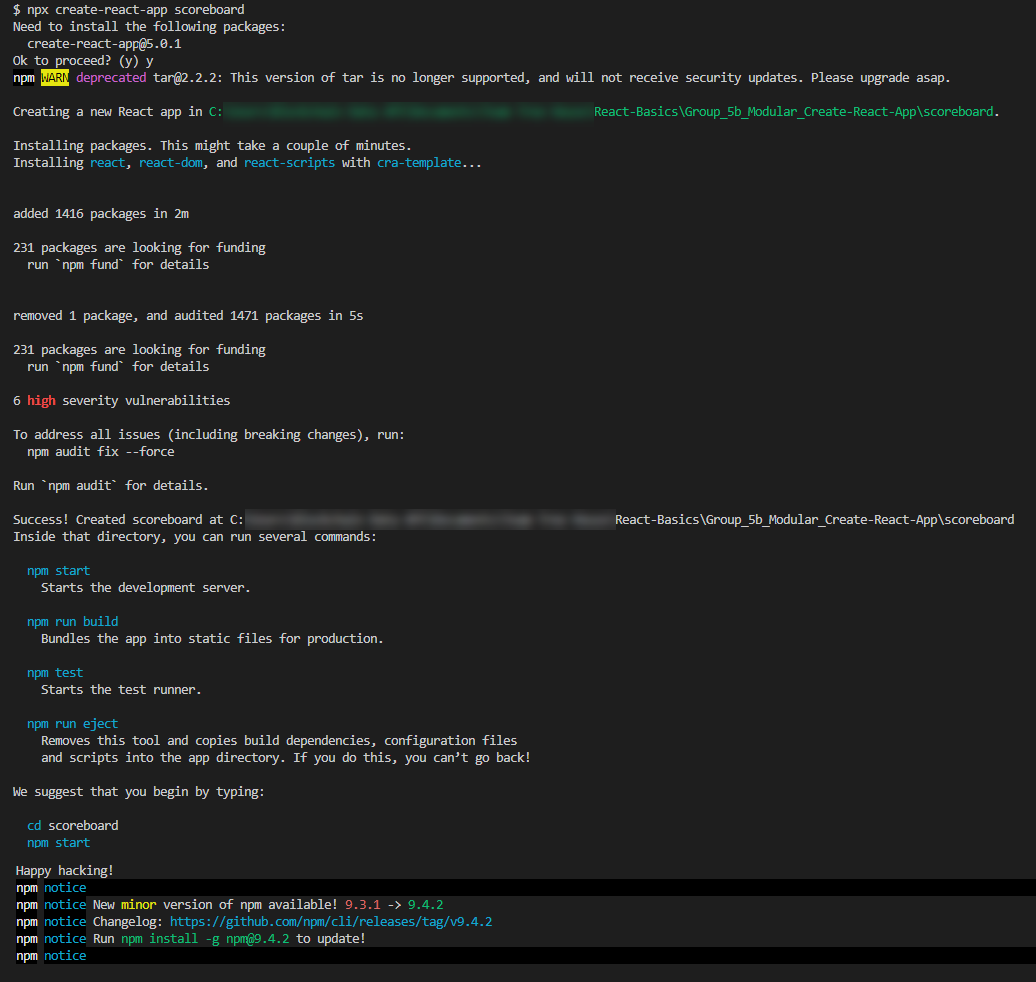 $ npx create-react-app scoreboard
Need to install the following packages:
create-react-app@5.0.1
Ok to proceed? (y) y
npm WARN deprecated tar@2.2.2: This version of tar is no longer supported, and will not receive security updates. Please upgrade asap.
Creating a new React app in C:React-Basics\Group_5b_Modular_Create-React-App\scoreboard.
Installing packages. This might take a couple of minutes.
Installing react, react-dom, and react-scripts with cra-template...
added 1416 packages in 2m
231 packages are looking for funding
run `npm fund` for details
removed 1 package, and audited 1471 packages in 5s
231 packages are looking for funding
run `npm fund` for details
6 high severity vulnerabilities
To address all issues (including breaking changes), run:
npm audit fix --force
Run `npm audit` for details.
Success! Created scoreboard at C:React-Basics\Group_5b_Modular_Create-React-App\scoreboard
Inside that directory, you can run several commands:
npm start
Starts the development server.
npm run build
Bundles the app into static files for production.
npm test
Starts the test runner.
npm run eject
Removes this tool and copies build dependencies, configuration files
and scripts into the app directory. If you do this, you can’t go back!
We suggest that you begin by typing:
cd scoreboard
npm start
Happy hacking!
npm notice
npm notice New minor version of npm available! 9.3.1 -> 9.4.2
npm notice Changelog: https://github.com/npm/cli/releases/tag/v9.4.2
npm notice Run npm install -g npm@9.4.2 to update!
npm notice